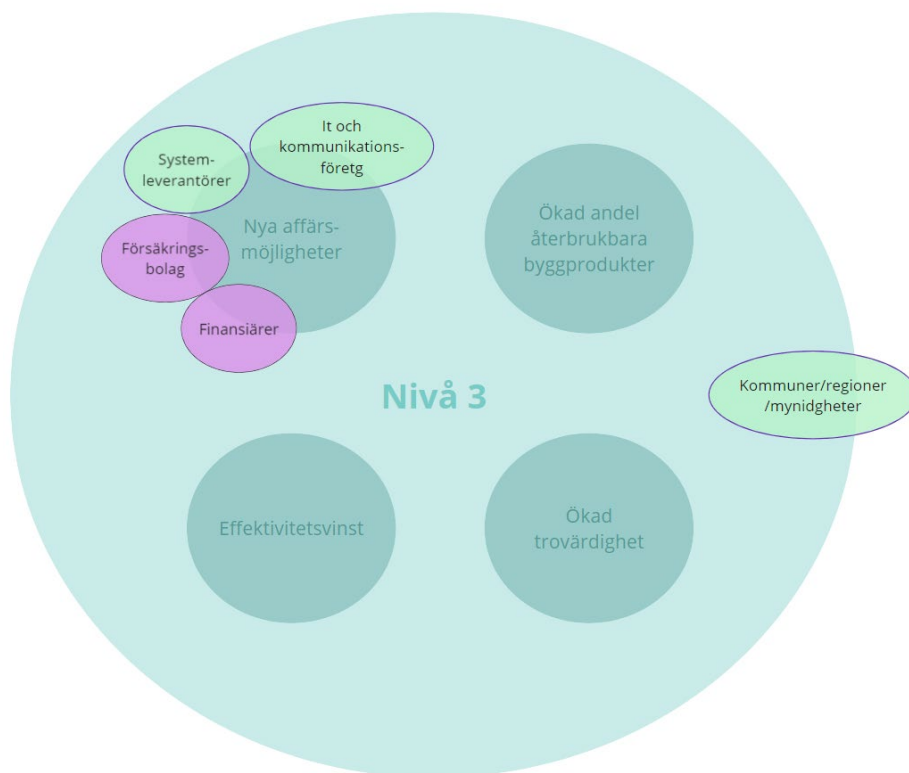 It och
kommunikations-
företg
System-
leverantörer
Försäkrings-
bolag
Finansiärer
Nya affärs-
möjligheter
Ökad andel
återbrukbara
byggprodukter
Nivå 3
Kommuner/regioner
/mynidgheter
Effektivitetsvinst
Ökad
trovärdighet